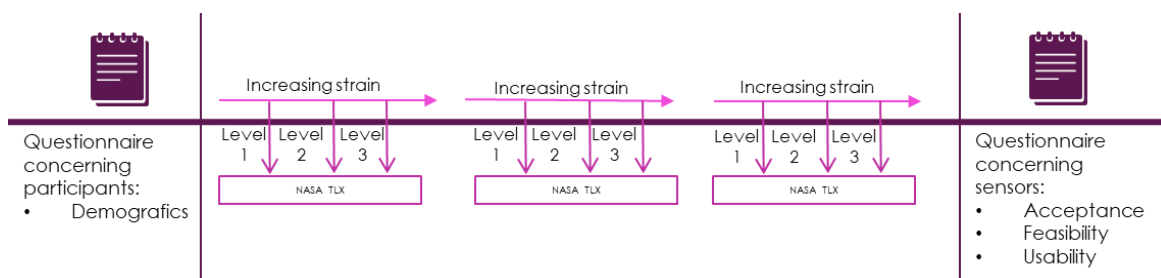 Questionnaire
concerning
participants:
• Demografics
Increasing strain
Level Level Level
1 2 3
NASA TLX
Increasing strain
Level Level Level
1 2 3
NASA TLX
Increasing strain
Level Level Level
1 2 3
NASA TLX
Questionnaire
concerning
sensors:
• Acceptance
• Feasibility
• Usability